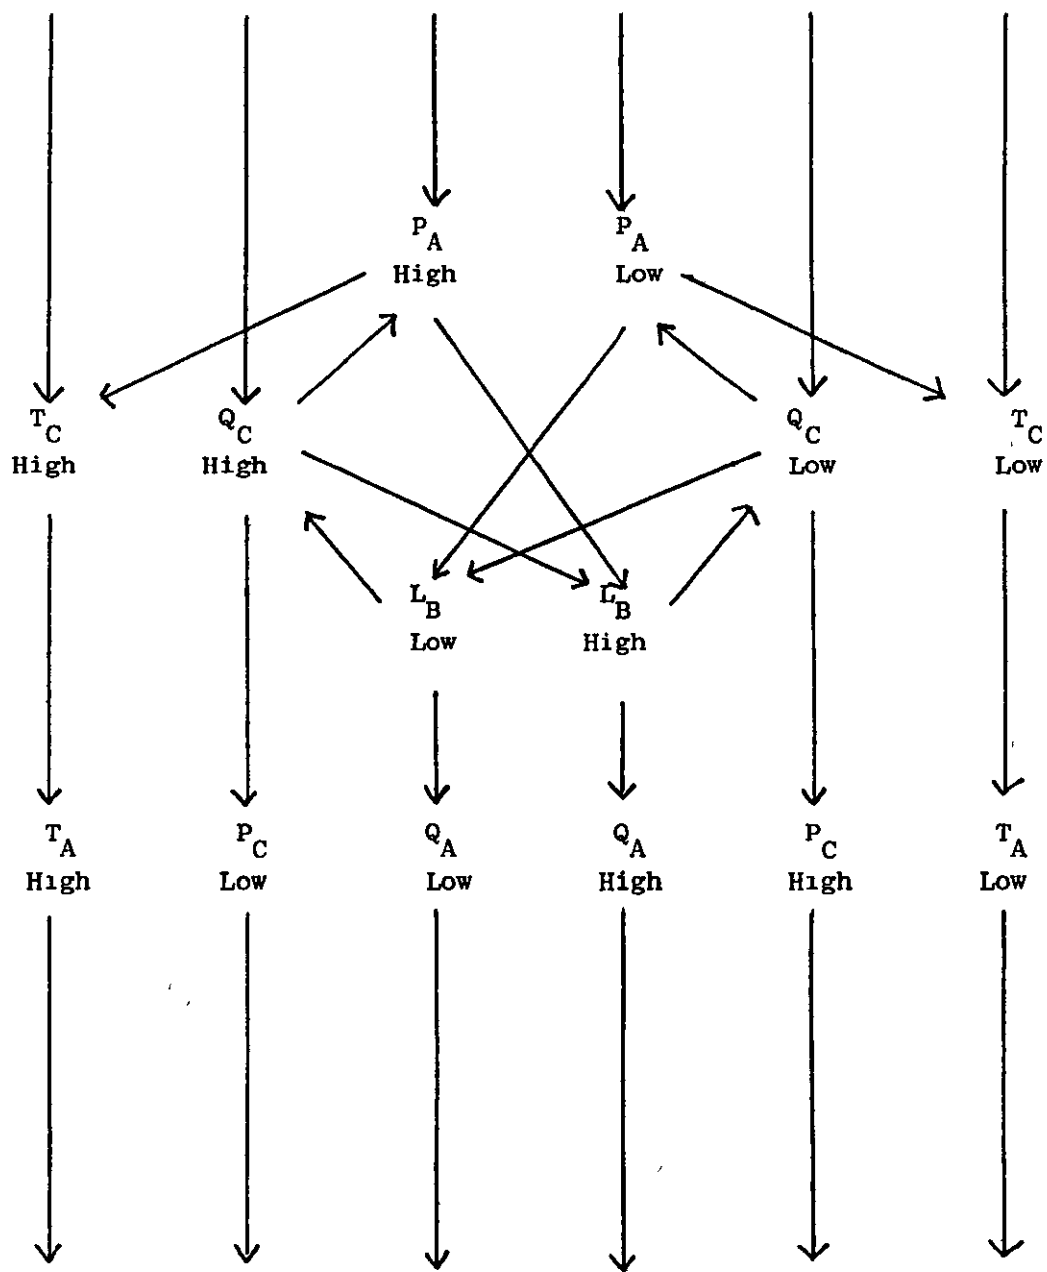 P_A P_A
High Low
T_C Q_C Q_C T_C
High High Low Low
L_B L_B
Low High
T_A P_C Q_A Q_A P_C T_A
High Low Low High High Low